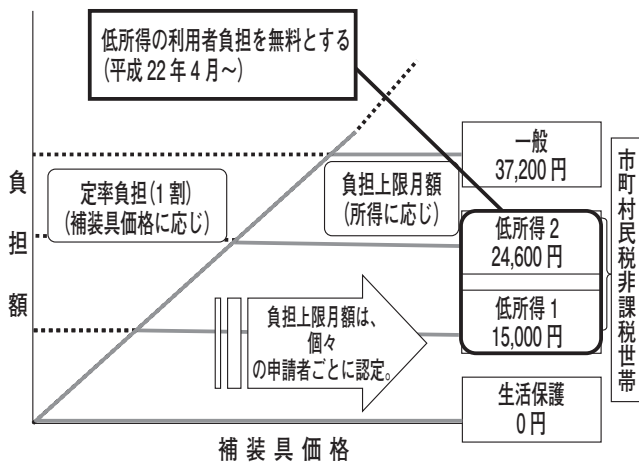 低所得の利用者負担を無料とする
(平成22年4月～)
一般
37,200円
負担額
定率負担(1割)
(補装具価格に応じ)
負担上限月額
(所得に応じ)
低所得2
24,600円
低所得1
15,000円
市町村民税非課税世帯
負担上限月額は、
個々
の申請者ごとに認定。
生活保護
0円
補装具価格